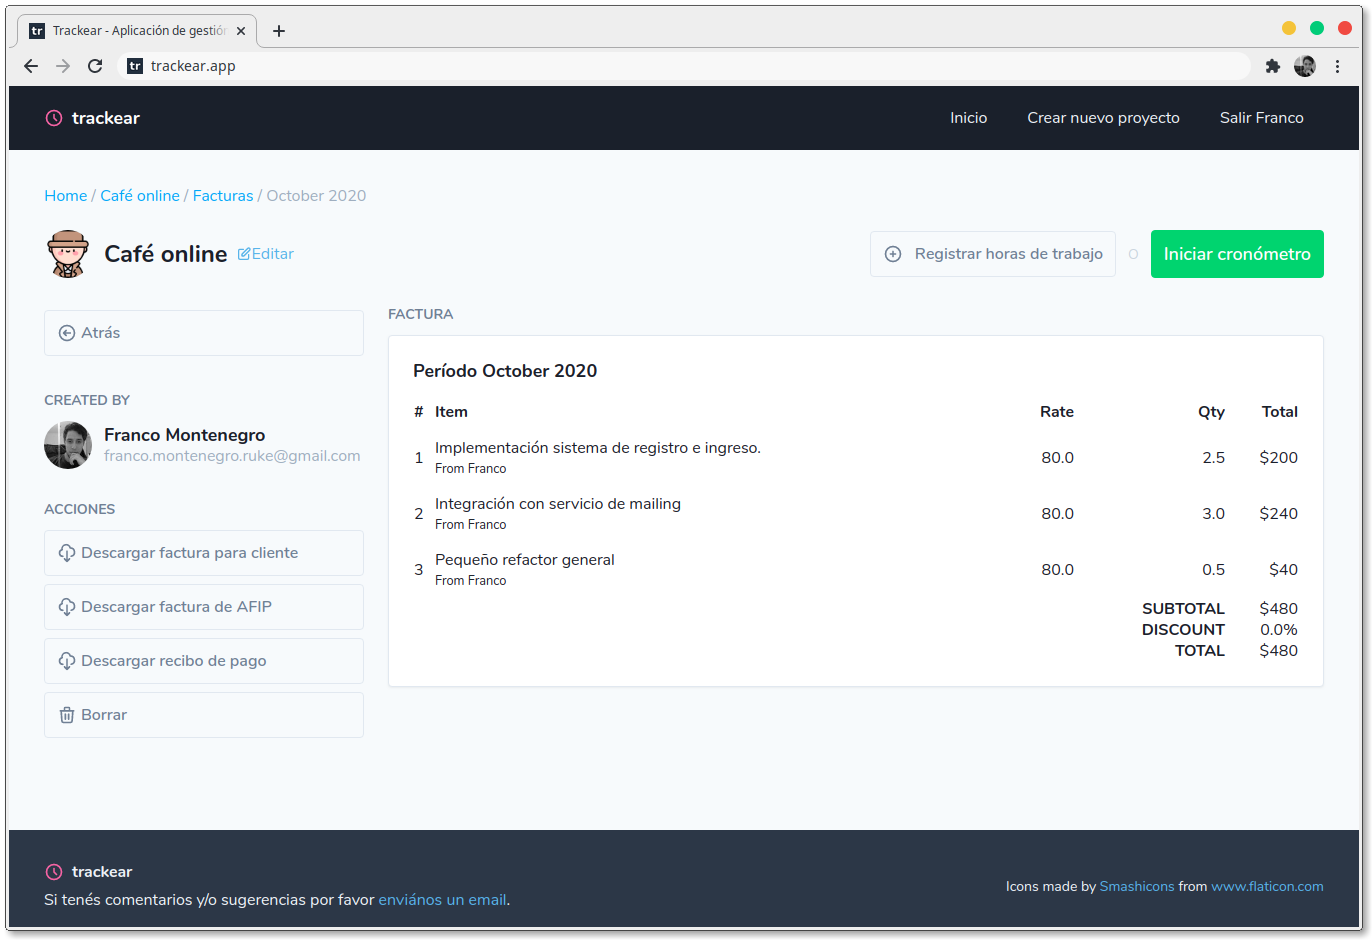 tr Trackear - Aplicación de gestión
tr trackear.app
trackear Inicio Crear nuevo proyecto Salir Franco
Home / Café online / Facturas / October 2020
Café online Editar Registrar horas de trabajo O Iniciar cronómetro
Atrás
CREATED BY
Franco Montenegro
franco.montenegro.ruke@gmail.com
ACCIONES
Descargar factura para cliente
Descargar factura de AFIP
Descargar recibo de pago
Borrar
FACTURA
Período October 2020
# Item Rate Qty Total
1 Implementación sistema de registro e ingreso. 80.0 2.5 $200
From Franco
2 Integración con servicio de mailing 80.0 3.0 $240
From Franco
3 Pequeño refactor general 80.0 0.5 $40
From Franco
SUBTOTAL $480
DISCOUNT 0.0%
TOTAL $480
trackear
Si tenés comentarios y/o sugerencias por favor enviános un email.
Icons made by Smashicons from www.flaticon.com